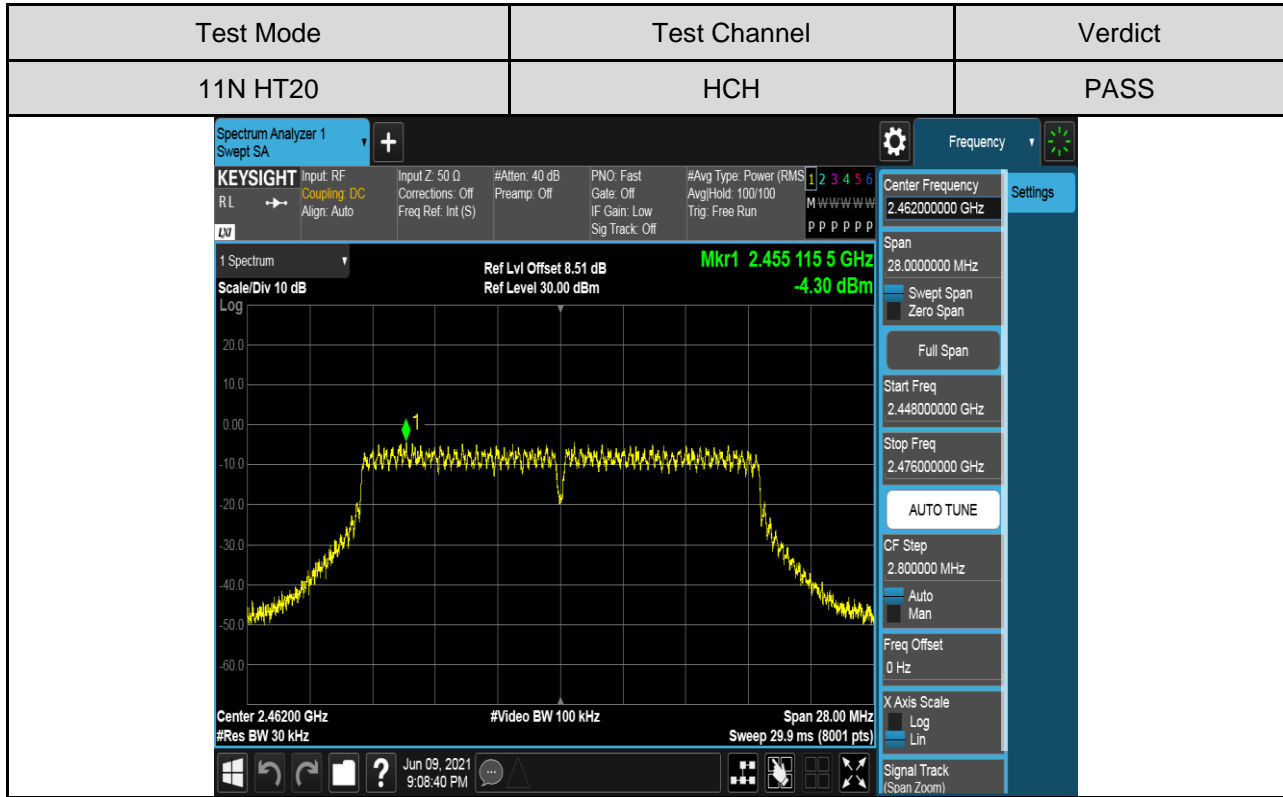 Test Mode Test Channel Verdict
11N HT20 HCH PASS
Spectrum Analyzer 1
Swept SA
Frequency
KEYSIGHT
RL
LXI
Input: RF
Coupling: DC
Align: Auto
Input Z: 50 Ω
Corrections: Off
Freq Ref: Int (S)
#Atten: 40 dB
Preamp: Off
PNO: Fast
Gate: Off
IF Gain: Low
Sig Track: Off
#Avg Type: Power (RMS
Avg|Hold: 100/100
Trig: Free Run
1 2 3 4 5 6
M W W W W W
P P P P P P
1 Spectrum
Scale/Div 10 dB
Ref Lvl Offset 8.51 dB
Ref Level 30.00 dBm
Mkr1 2.455 115 5 GHz
-4.30 dBm
Log
20.0
10.0
0.00
-10.0
-20.0
-30.0
-40.0
-50.0
-60.0
1
Center 2.46200 GHz
#Res BW 30 kHz
#Video BW 100 kHz
Span 28.00 MHz
Sweep 29.9 ms (8001 pts)
Jun 09, 2021
9:08:40 PM
Center Frequency
2.462000000 GHz
Settings
Span
28.0000000 MHz
Swept Span
Zero Span
Full Span
Start Freq
2.448000000 GHz
Stop Freq
2.476000000 GHz
AUTO TUNE
CF Step
2.800000 MHz
Auto
Man
Freq Offset
0 Hz
X Axis Scale
Log
Lin
Signal Track
(Span Zoom)